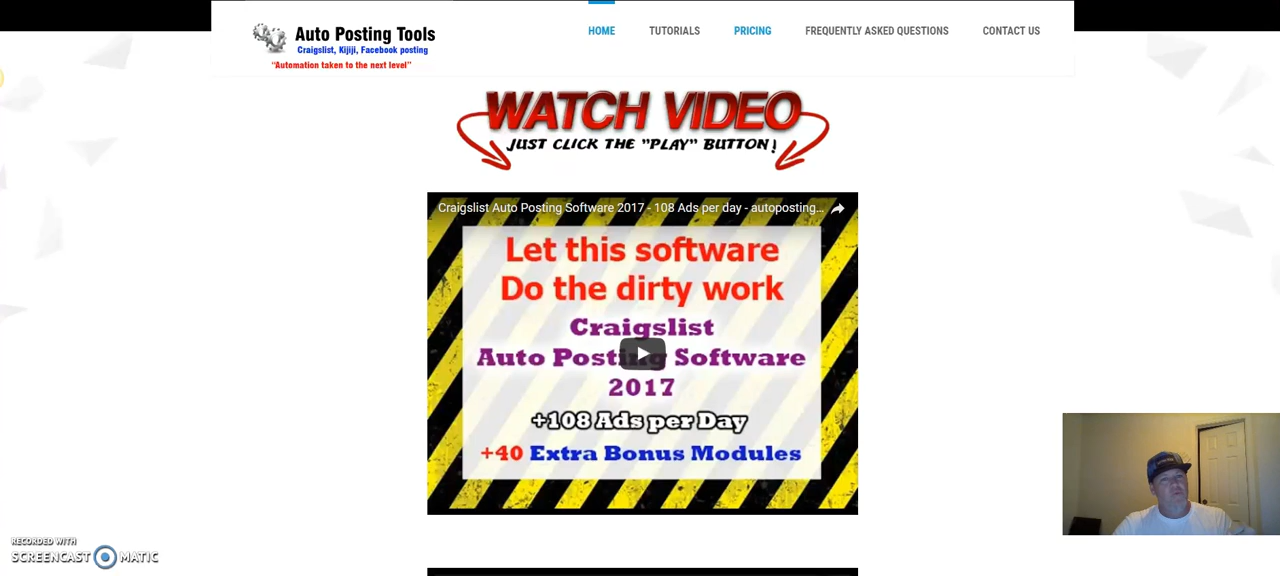 Auto Posting Tools
Craigslist, Kijiji, Facebook posting
"Automation taken to the next level"
HOME
TUTORIALS
PRICING
FREQUENTLY ASKED QUESTIONS
CONTACT US
WATCH VIDEO
JUST CLICK THE "PLAY" BUTTON!
Craigslist Auto Posting Software 2017 - 108 Ads per day - autoposting...
Let this software
Do the dirty work
Craigslist
Auto Posting Software
2017
+108 Ads per Day
+40 Extra Bonus Modules
RECORDED WITH
SCREENCAST MATIC